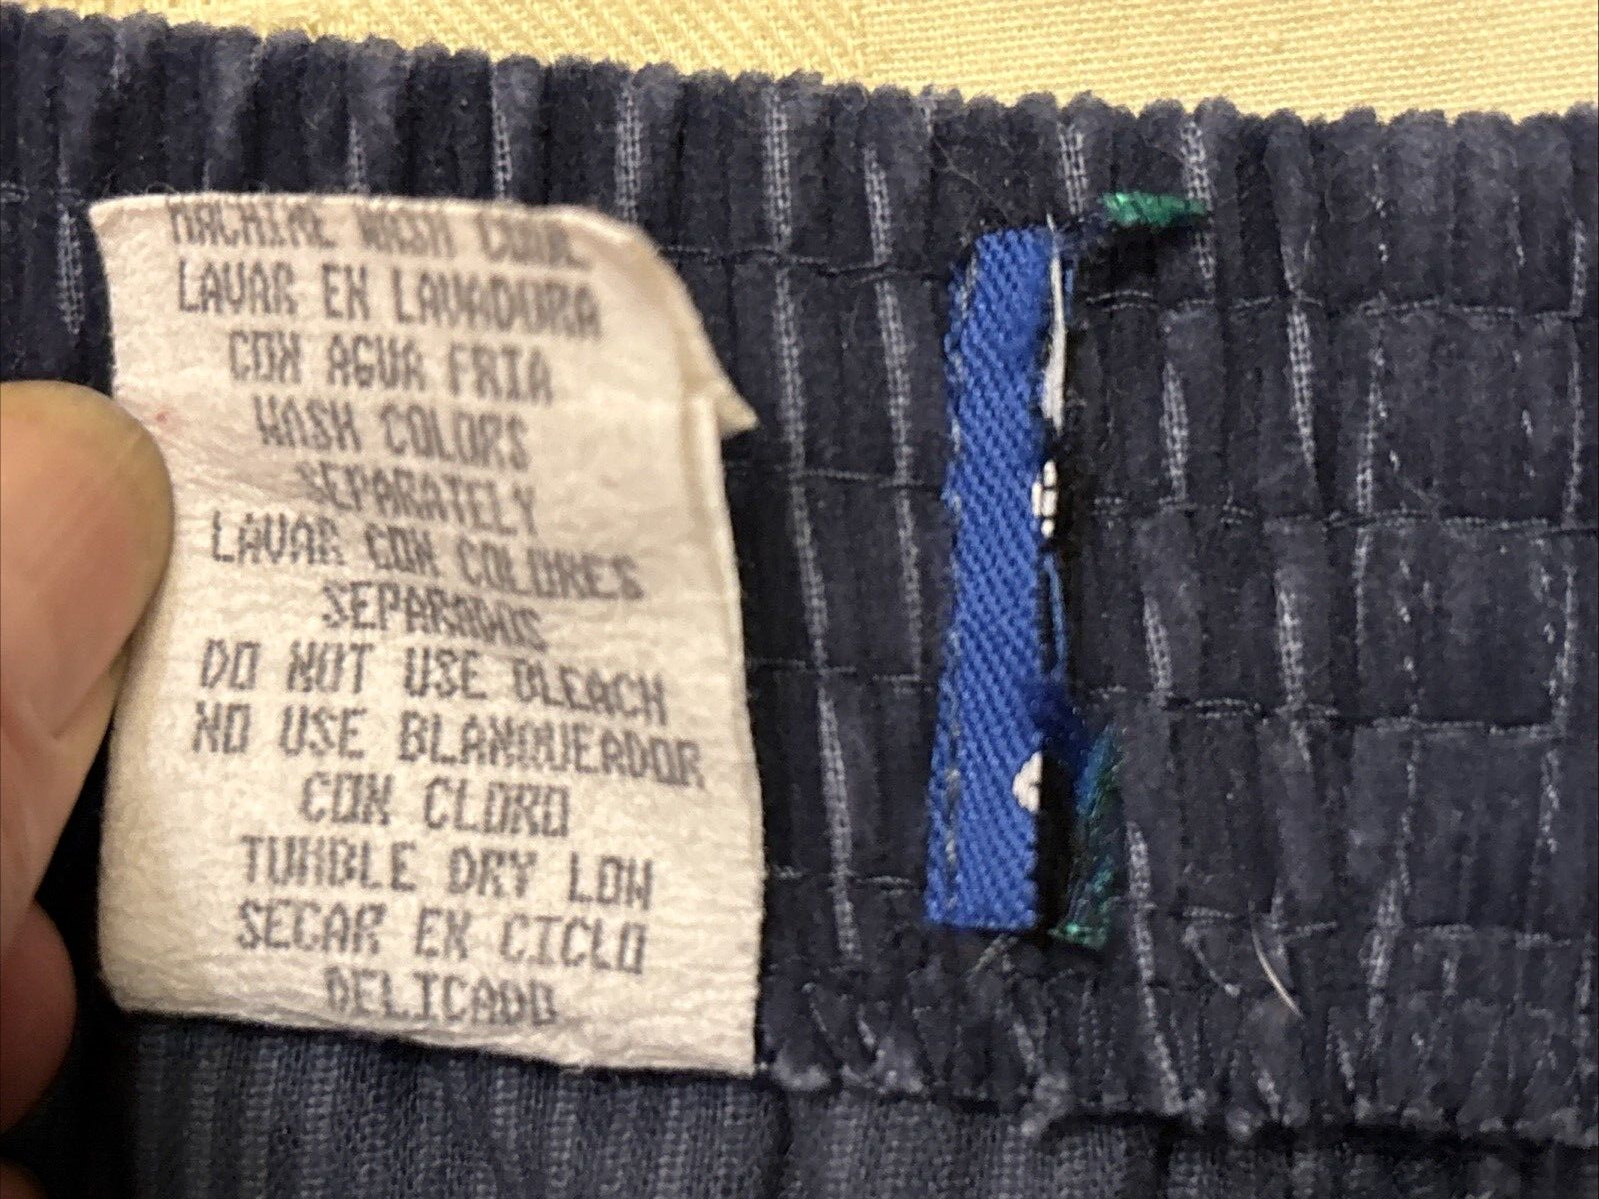 MACHINE WASH COOL
LAVAR EN LAVADORA
CON AGUA FRIA
WASH COLORS
SEPARATELY
LAVAR CON COLORES
SEPARADOS
DO NOT USE BLEACH
NO USE BLANQUEADOR
CON CLORO
TUMBLE DRY LOW
SECAR EN CICLO
DELICADO